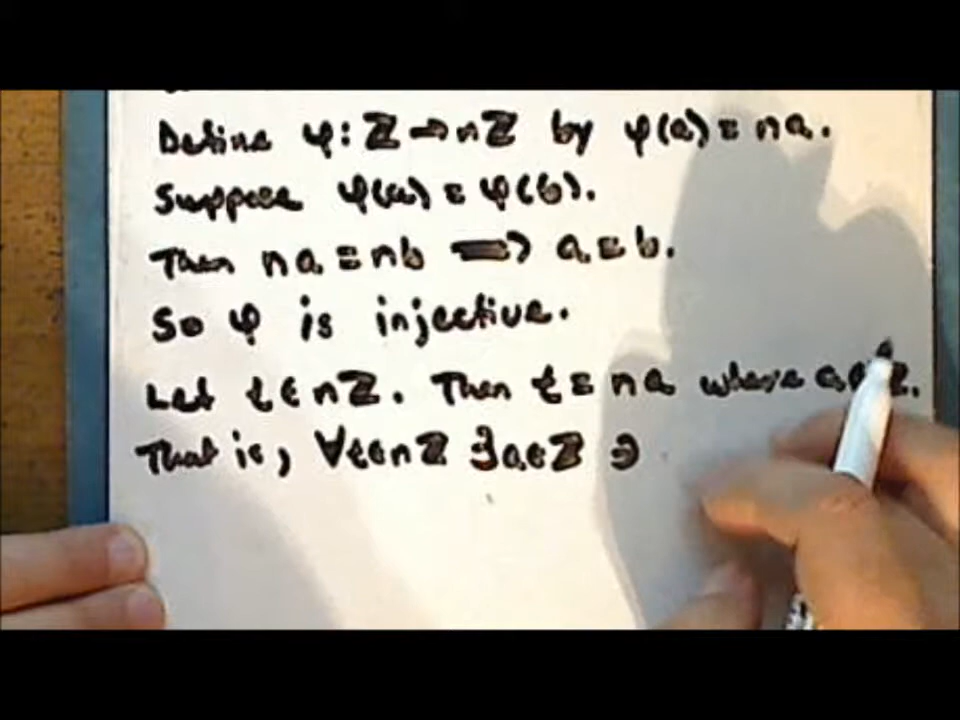 Define φ: ℤ → nℤ by φ(a) = na.
Suppose φ(a) = φ(b).
Then na = nb ⟹ a = b.
So φ is injective.
Let t ∈ nℤ. Then t = na where a ∈ ℤ.
That is, ∀t∈nℤ ∃a∈ℤ ∋